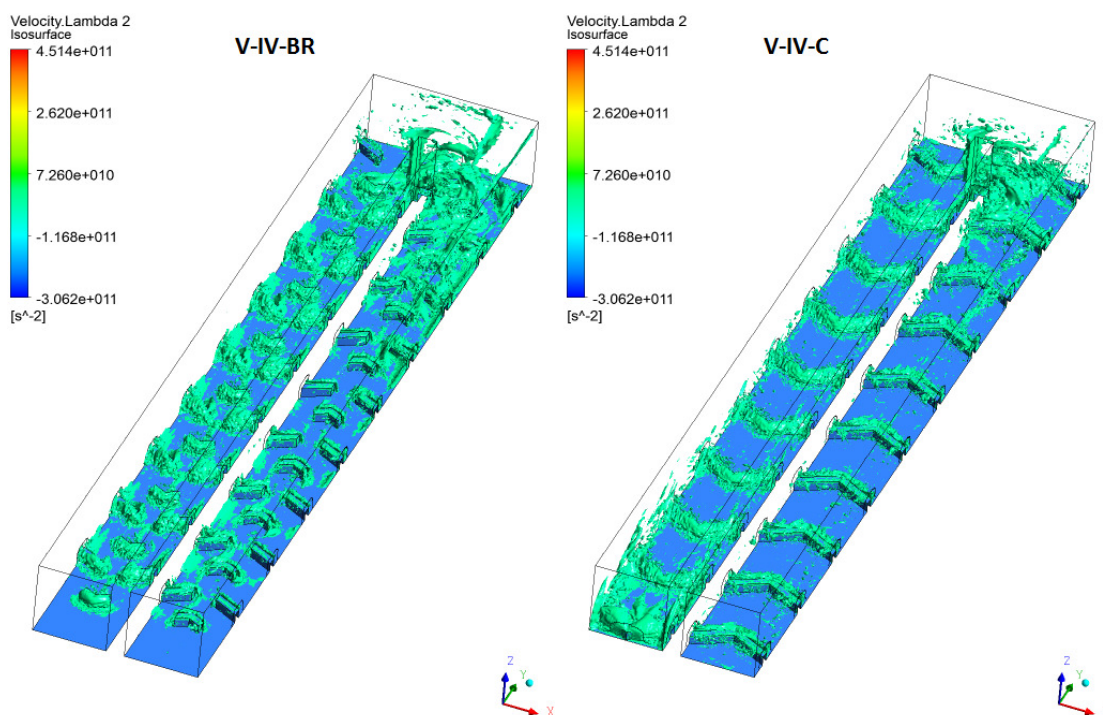 Velocity.Lambda 2
Isosurface
4.514e+011
2.620e+011
7.260e+010
-1.168e+011
-3.062e+011
[s^-2]
V-IV-BR
Z
Y
X
Velocity.Lambda 2
Isosurface
4.514e+011
2.620e+011
7.260e+010
-1.168e+011
-3.062e+011
[s^-2]
V-IV-C
Z
Y